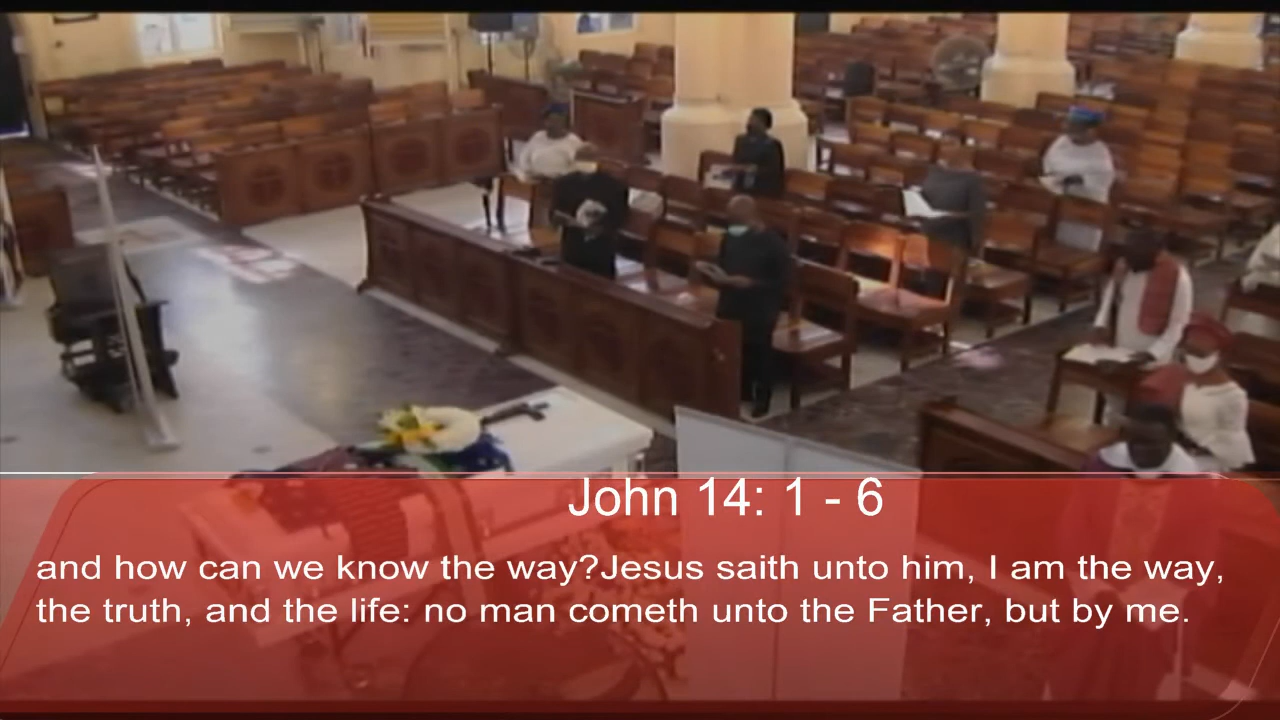 John 14: 1 - 6
and how can we know the way?Jesus saith unto him, I am the way,
the truth, and the life: no man cometh unto the Father, but by me.